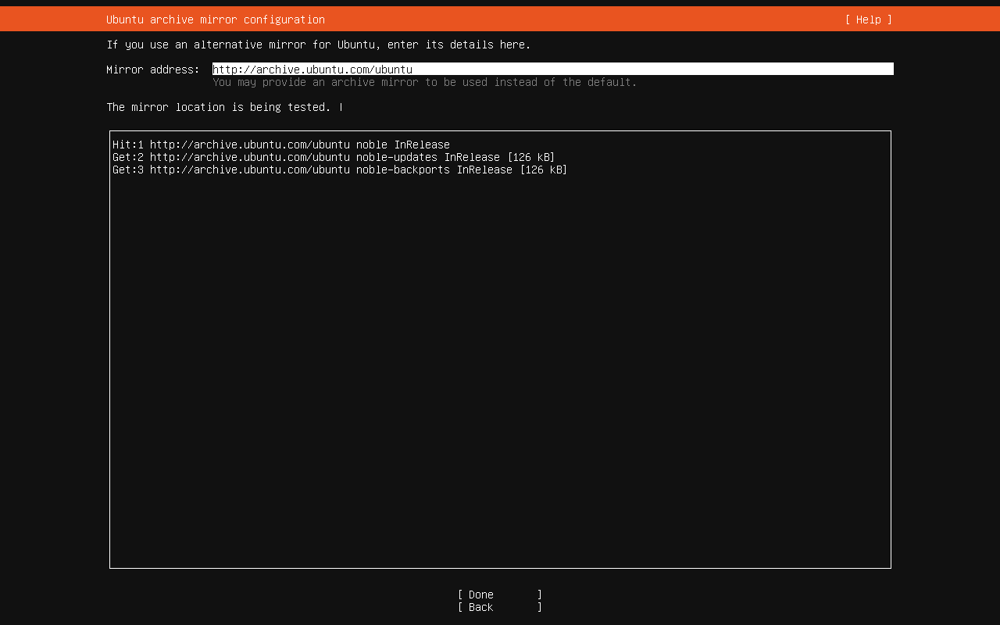 Ubuntu archive mirror configuration [ Help ]
If you use an alternative mirror for Ubuntu, enter its details here.
Mirror address: http://archive.ubuntu.com/ubuntu
You may provide an archive mirror to be used instead of the default.
The mirror location is being tested. |
Hit:1 http://archive.ubuntu.com/ubuntu noble InRelease
Get:2 http://archive.ubuntu.com/ubuntu noble-updates InRelease [126 kB]
Get:3 http://archive.ubuntu.com/ubuntu noble-backports InRelease [126 kB]
[ Done ]
[ Back ]